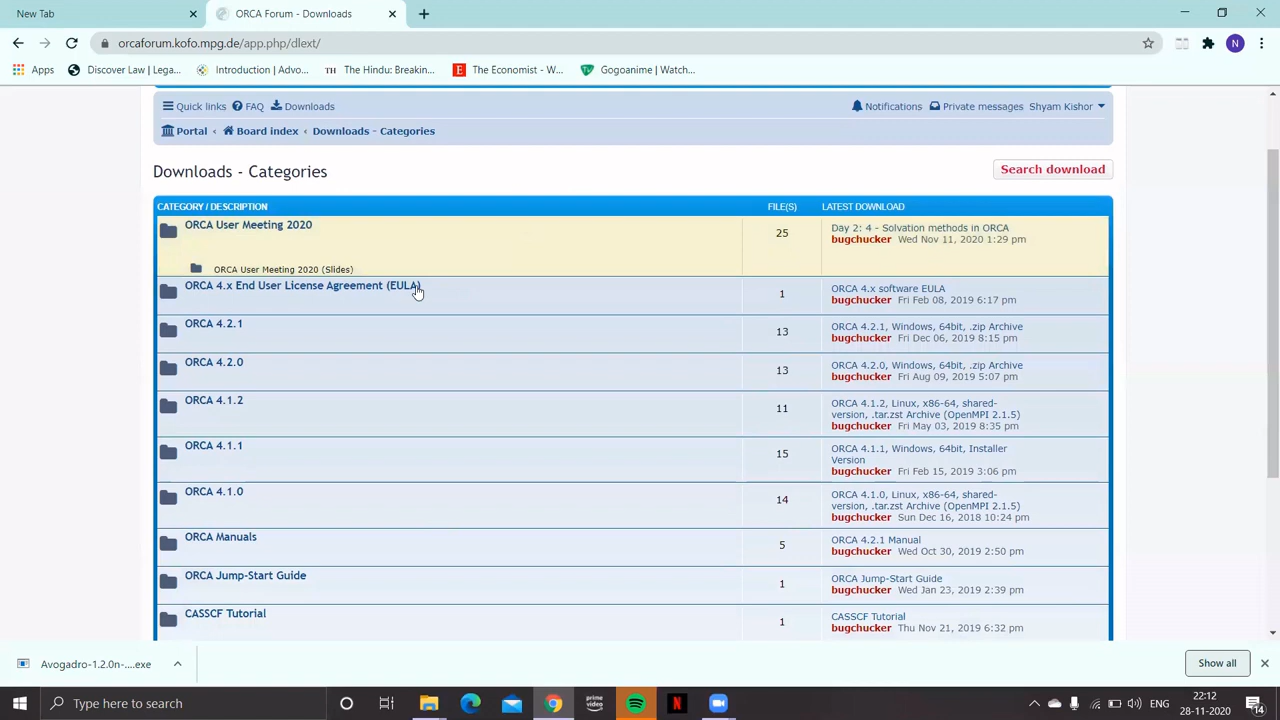 New Tab
ORCA Forum - Downloads
orcaforum.kofo.mpg.de/app.php/dlext/
N
Apps
Discover Law | Lega...
Introduction | Advo...
TH The Hindu: Breakin...
E The Economist - W...
Gogoanime | Watch...
Quick links
FAQ
Downloads
Notifications
Private messages
Shyam Kishor
Portal
Board index
Downloads - Categories
Downloads - Categories
Search download
CATEGORY / DESCRIPTION
FILE(S)
LATEST DOWNLOAD
ORCA User Meeting 2020
25
Day 2: 4 - Solvation methods in ORCA
bugchucker Wed Nov 11, 2020 1:29 pm
ORCA User Meeting 2020 (Slides)
ORCA 4.x End User License Agreement (EULA)
1
ORCA 4.x software EULA
bugchucker Fri Feb 08, 2019 6:17 pm
ORCA 4.2.1
13
ORCA 4.2.1, Windows, 64bit, .zip Archive
bugchucker Fri Dec 06, 2019 8:15 pm
ORCA 4.2.0
13
ORCA 4.2.0, Windows, 64bit, .zip Archive
bugchucker Fri Aug 09, 2019 5:07 pm
ORCA 4.1.2
11
ORCA 4.1.2, Linux, x86-64, shared-
version, .tar.zst Archive (OpenMPI 2.1.5)
bugchucker Fri May 03, 2019 8:35 pm
ORCA 4.1.1
15
ORCA 4.1.1, Windows, 64bit, Installer
Version
bugchucker Fri Feb 15, 2019 3:06 pm
ORCA 4.1.0
14
ORCA 4.1.0, Linux, x86-64, shared-
version, .tar.zst Archive (OpenMPI 2.1.5)
bugchucker Sun Dec 16, 2018 10:24 pm
ORCA Manuals
5
ORCA 4.2.1 Manual
bugchucker Wed Oct 30, 2019 2:50 pm
ORCA Jump-Start Guide
1
ORCA Jump-Start Guide
bugchucker Wed Jan 23, 2019 2:39 pm
CASSCF Tutorial
1
CASSCF Tutorial
bugchucker Thu Nov 21, 2019 6:32 pm
Avogadro-1.2.0n-....exe
Show all
Type here to search
prime video
N
ENG
22:12
28-11-2020
14